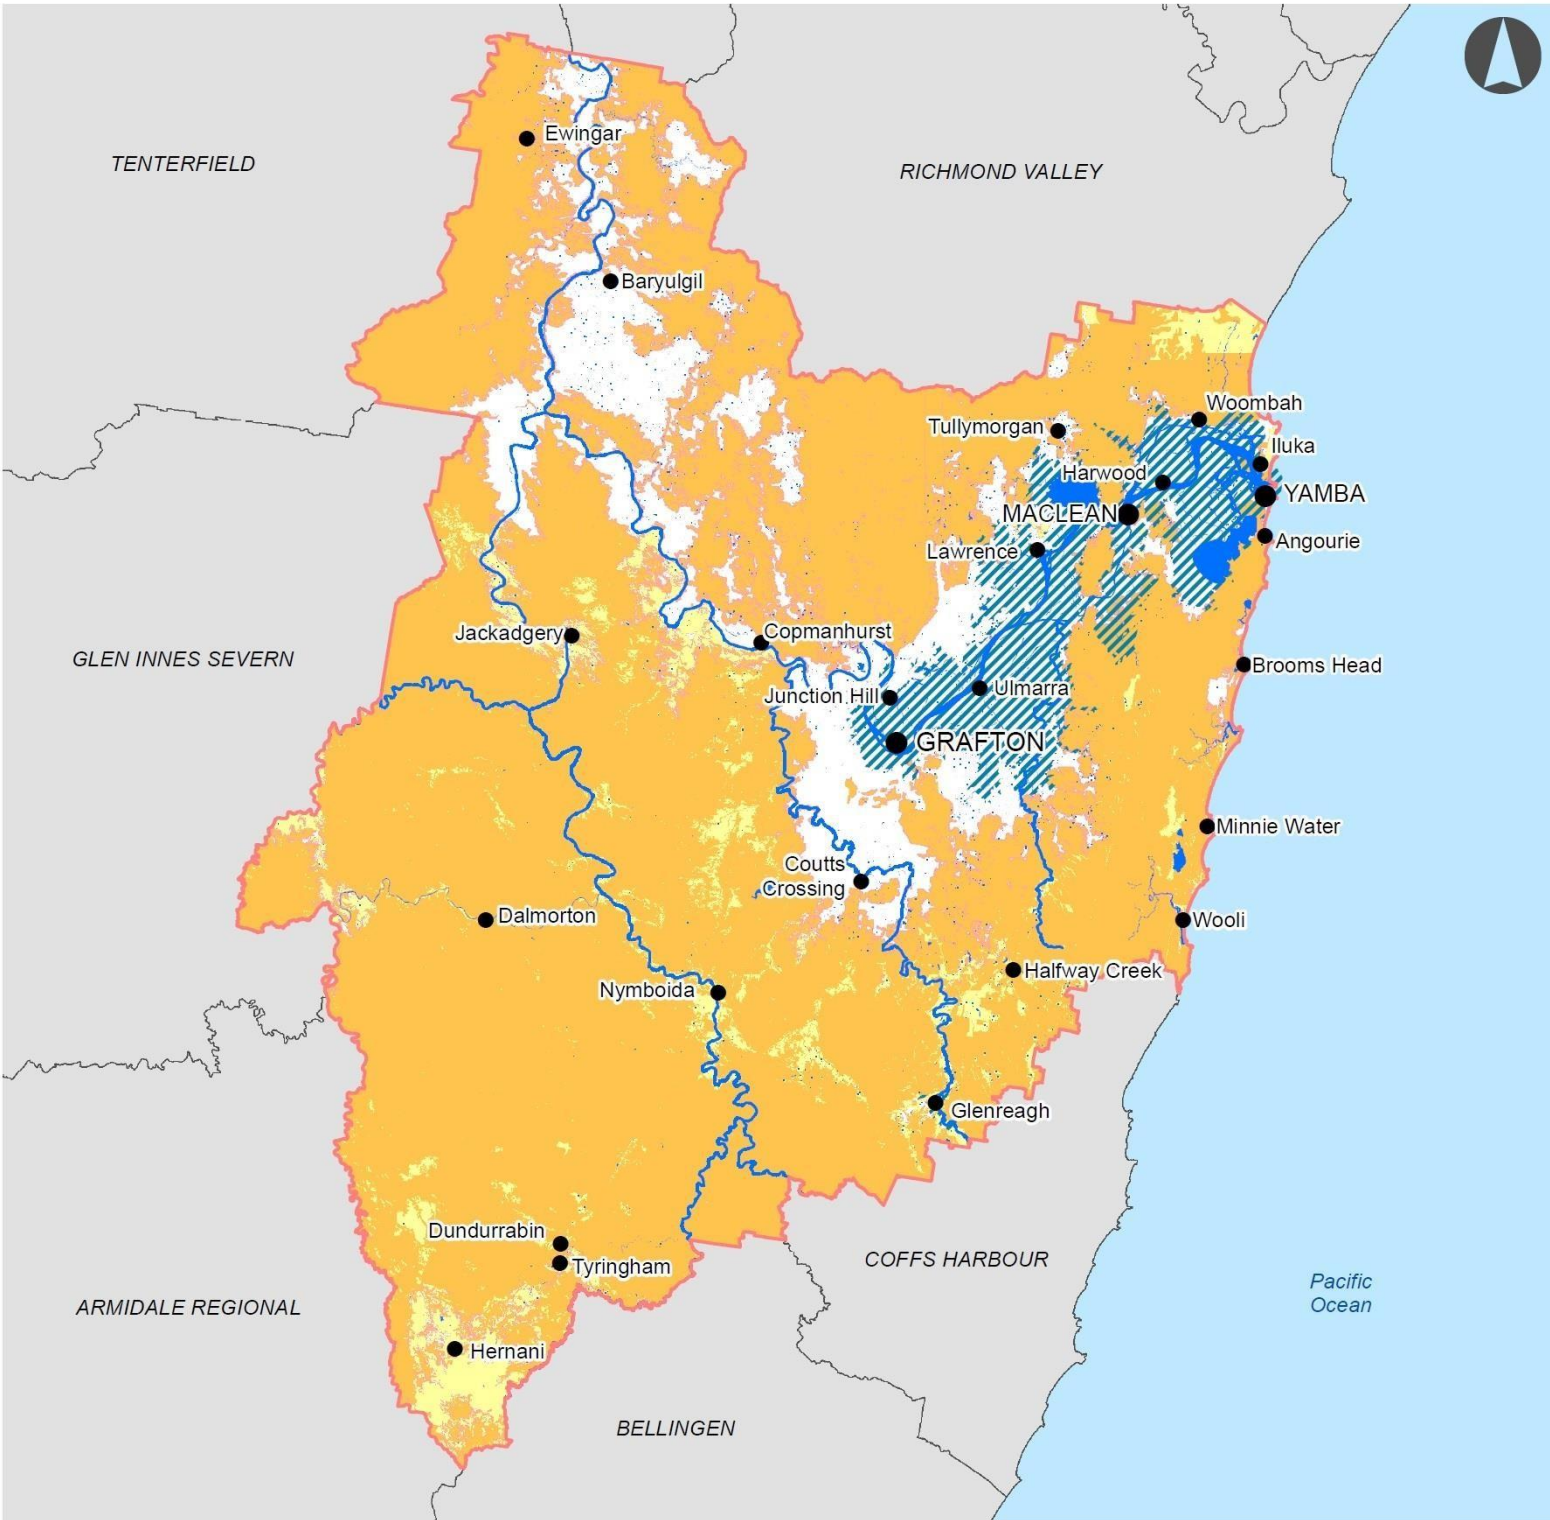 Ewingar
TENTERFIELD
RICHMOND VALLEY
Baryulgil
Woombah
Tullymorgan
Iluka
Harwood
YAMBA
MACLEAN
Angourie
Lawrence
Jackadgery
Copmanhurst
GLEN INNES SEVERN
Brooms Head
Junction Hill
Ulmarra
GRAFTON
Minnie Water
Coutts
Crossing
Dalmorton
Wooli
Halfway Creek
Nymboida
Glenreagh
Dundurrabin
Tyringham
COFFS HARBOUR
Pacific
Ocean
ARMIDALE REGIONAL
Hernani
BELLINGEN